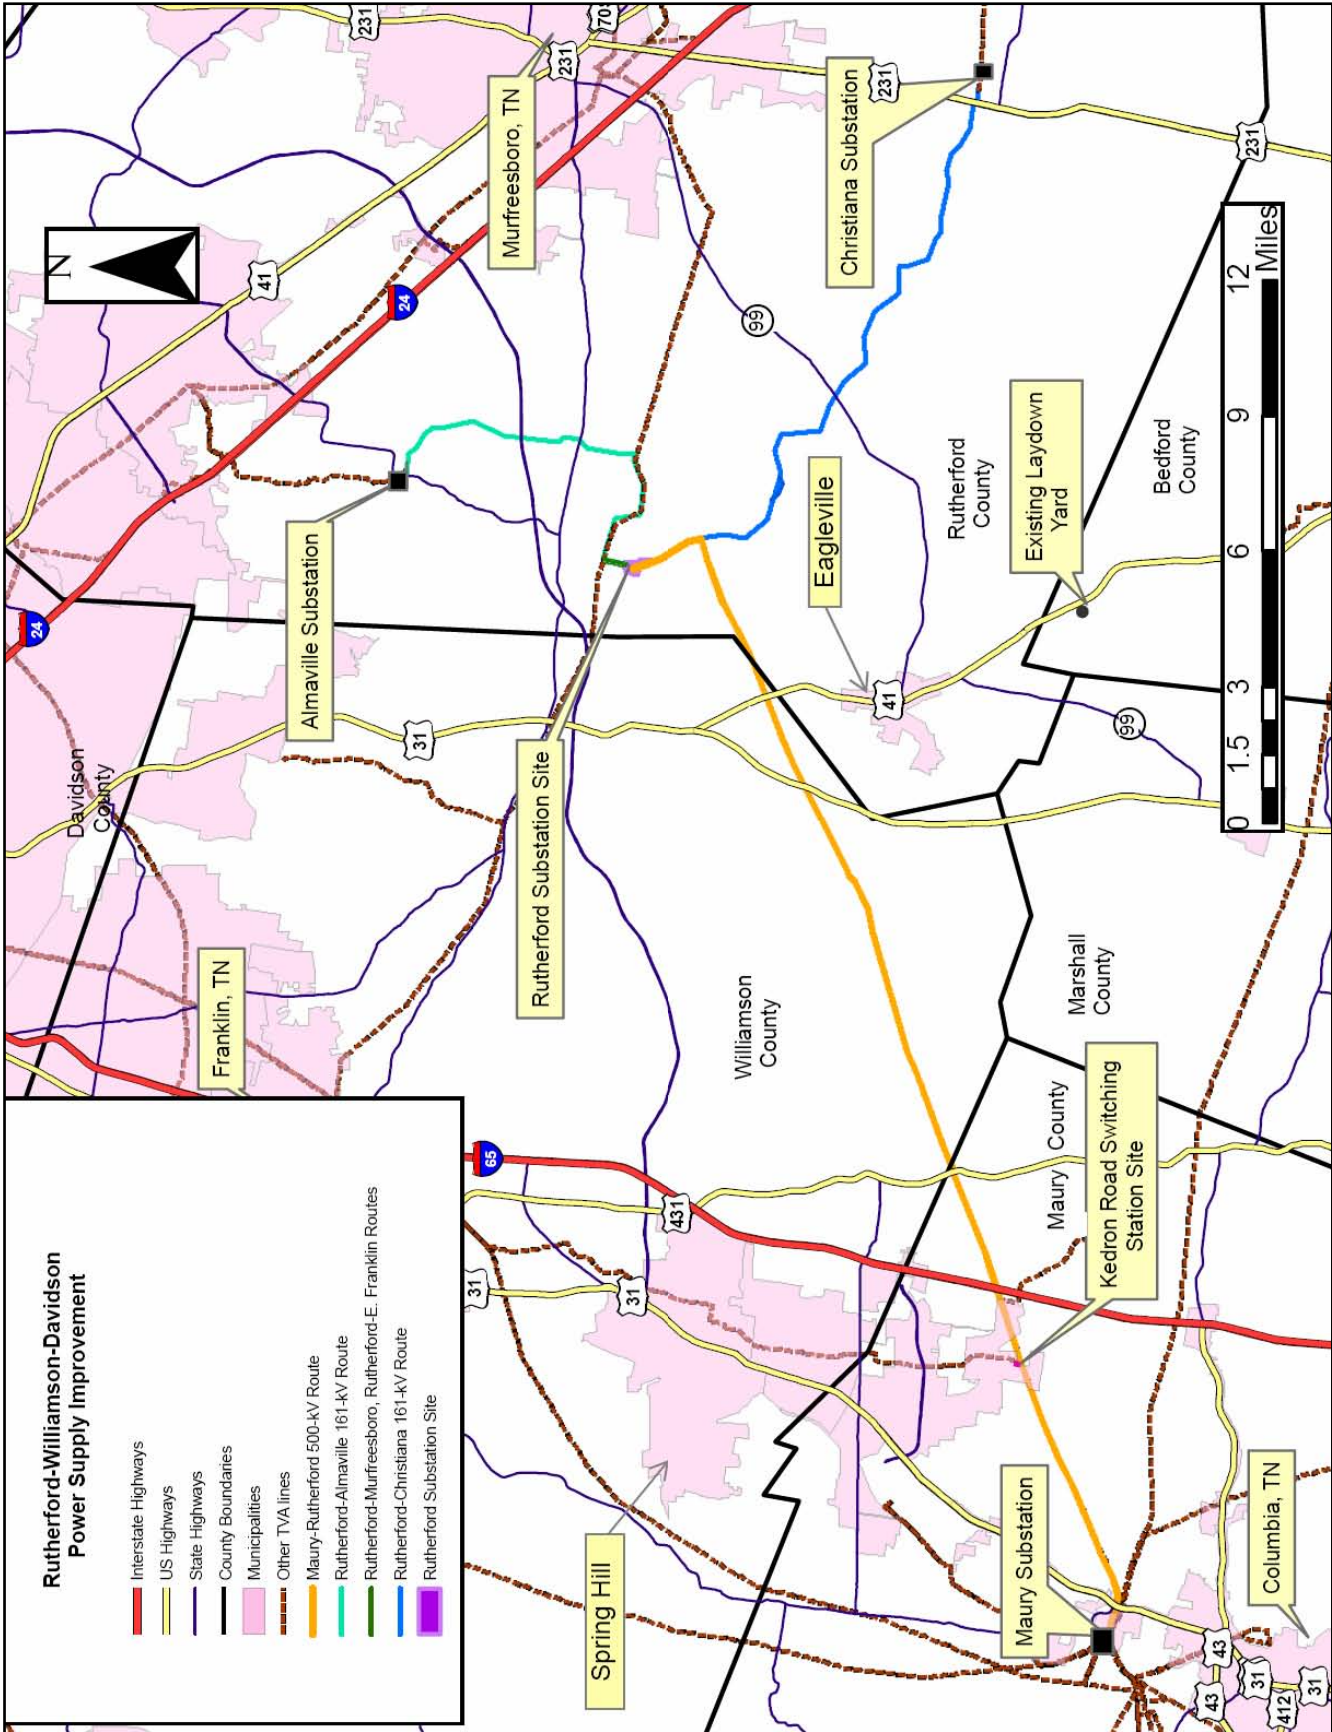 Rutherford-Williamson-Davidson
Power Supply Improvement
Interstate Highways
US Highways
State Highways
County Boundaries
Municipalities
Other TVA lines
Maury-Rutherford 500-kV Route
Rutherford-Almaville 161-kV Route
Rutherford-Murfreesboro, Rutherford-E. Franklin Routes
Rutherford-Christiana 161-kV Route
Rutherford Substation Site
Franklin, TN
Davidson
County
24
31
Almaville Substation
41
24
N
231
70S
231
Murfreesboro, TN
Rutherford Substation Site
65
31
431
31
Spring Hill
Williamson
County
99
Eagleville
41
Christiana Substation
231
Rutherford
County
Existing Laydown
Yard
Maury Substation
Maury County
Kedron Road Switching
Station Site
Marshall
County
99
Bedford
County
231
Columbia, TN
43
43
31
412
31
0
1.5
3
6
9
12
Miles